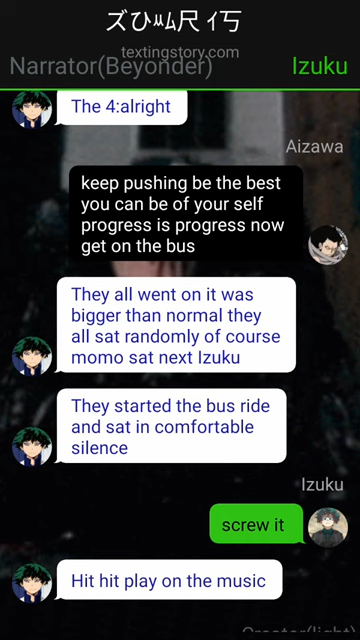 ズひㄓㄙ尺 ｲ丂
textingstory.com
Narrator(Beyonder)
Izuku
The 4:alright
Aizawa
keep pushing be the best
you can be of your self
progress is progress now
get on the bus
They all went on it was
bigger than normal they
all sat randomly of course
momo sat next Izuku
They started the bus ride
and sat in comfortable
silence
Izuku
screw it
Hit hit play on the music